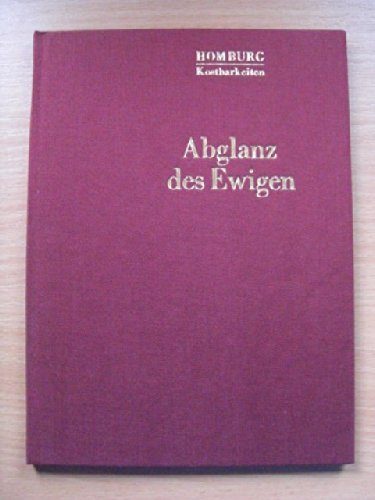 HOMBURG
Kostbarkeiten
Abglanz
des Ewigen